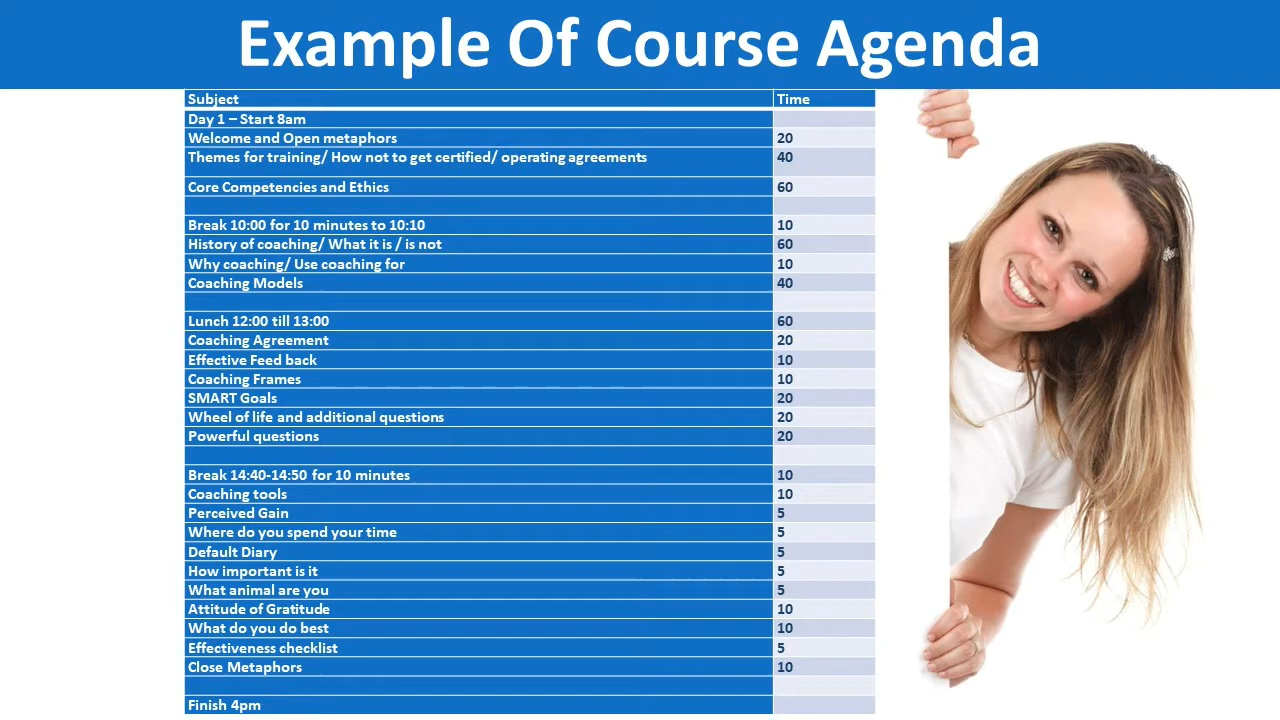 Example Of Course Agenda
Subject Time
Day 1 – Start 8am
Welcome and Open metaphors 20
Themes for training/ How not to get certified/ operating agreements 40
Core Competencies and Ethics 60
Break 10:00 for 10 minutes to 10:10 10
History of coaching/ What it is / is not 60
Why coaching/ Use coaching for 10
Coaching Models 40
Lunch 12:00 till 13:00 60
Coaching Agreement 20
Effective Feed back 10
Coaching Frames 10
SMART Goals 20
Wheel of life and additional questions 20
Powerful questions 20
Break 14:40-14:50 for 10 minutes 10
Coaching tools 10
Perceived Gain 5
Where do you spend your time 5
Default Diary 5
How important is it 5
What animal are you 5
Attitude of Gratitude 10
What do you do best 10
Effectiveness checklist 5
Close Metaphors 10
Finish 4pm